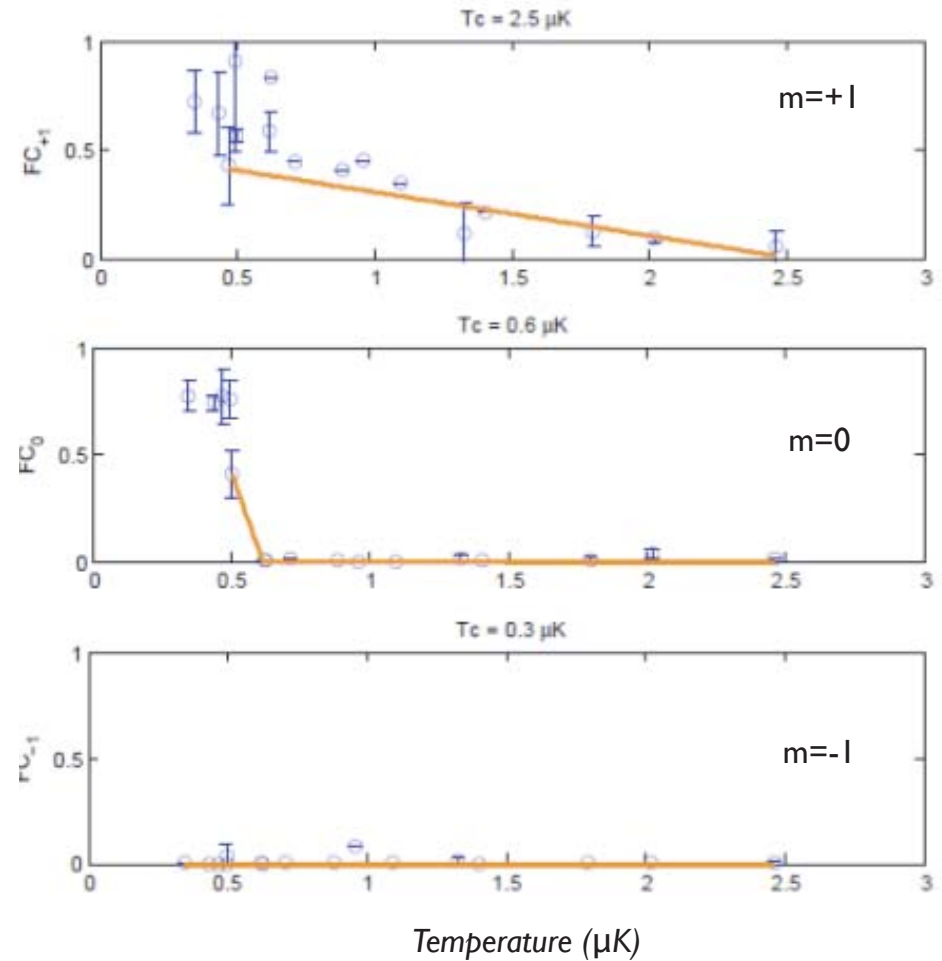 Tc = 2.5 µK
1
0.5
0
FC+1
m=+1
0 0.5 1 1.5 2 2.5 3
Tc = 0.6 µK
1
0.5
0
FC0
m=0
0 0.5 1 1.5 2 2.5 3
Tc = 0.3 µK
1
0.5
0
FC-1
m=-1
0 0.5 1 1.5 2 2.5 3
Temperature (µK)